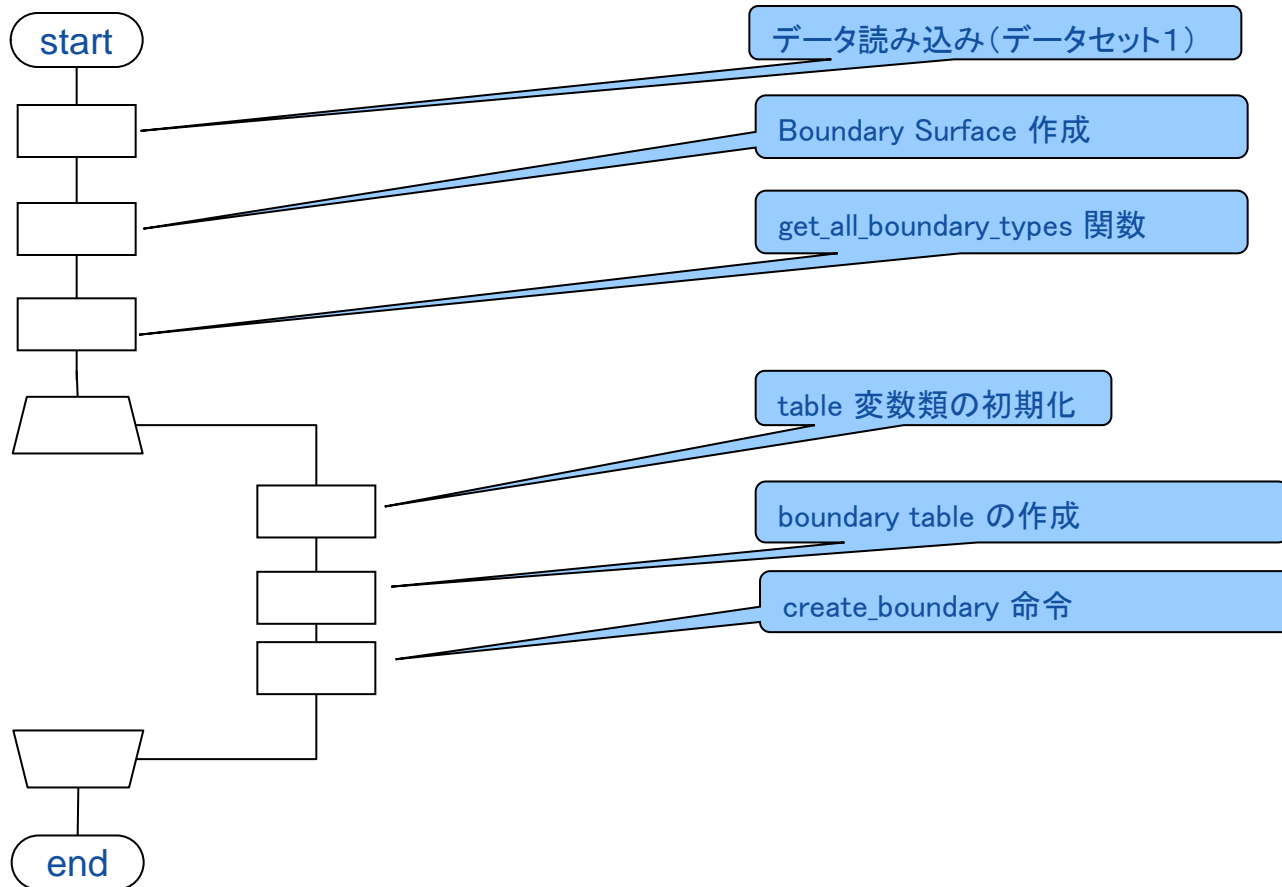 start
データ読み込み（データセット１）
Boundary Surface 作成
get_all_boundary_types 関数
table 変数類の初期化
boundary table の作成
create_boundary 命令
end